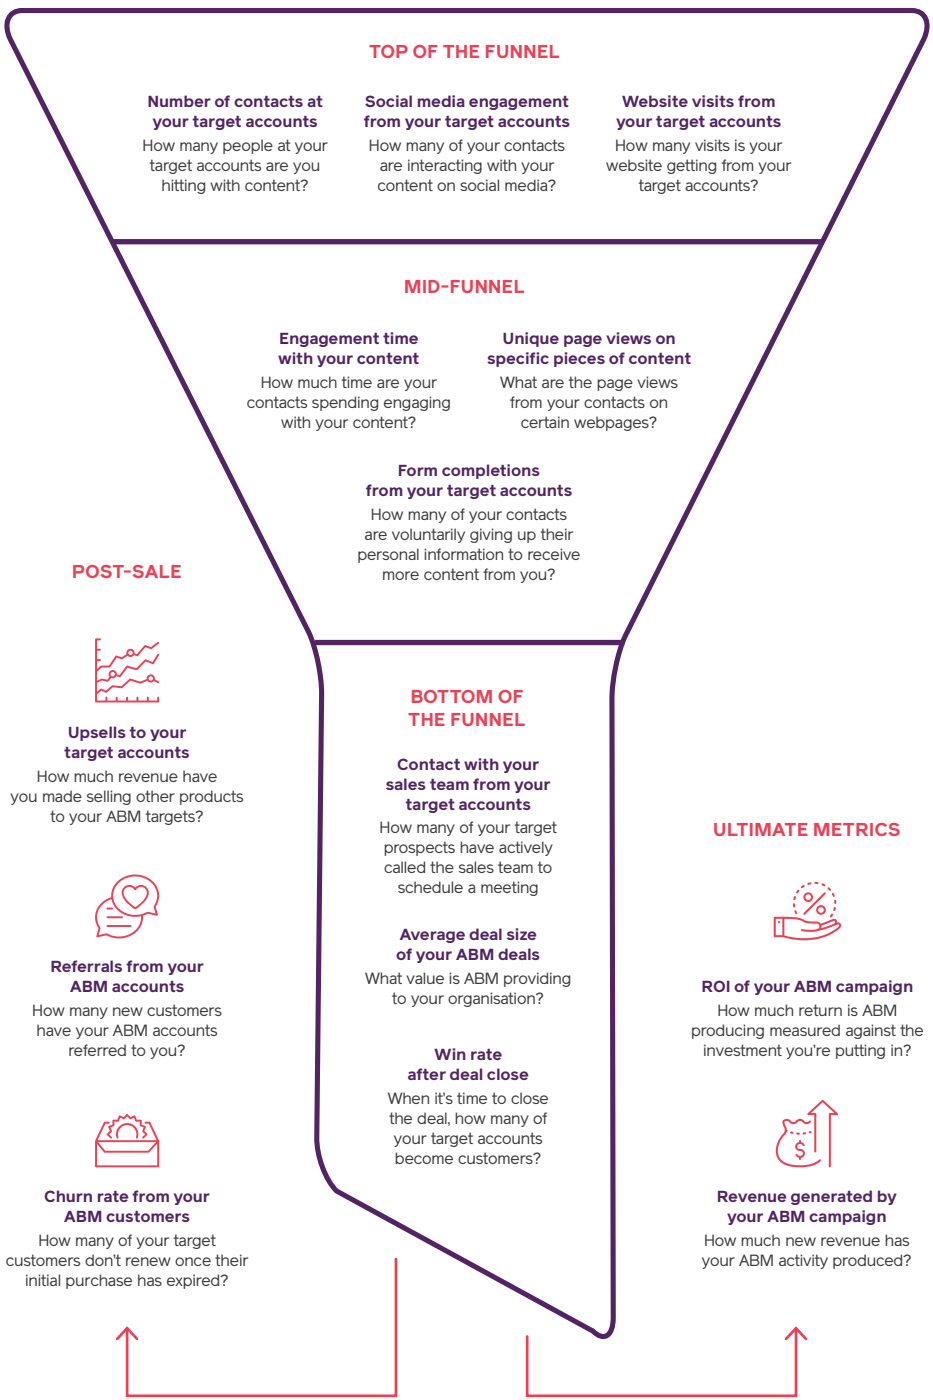 TOP OF THE FUNNEL
Number of contacts at
your target accounts
How many people at your
target accounts are you
hitting with content?
Social media engagement
from your target accounts
How many of your contacts
are interacting with your
content on social media?
Website visits from
your target accounts
How many visits is your
website getting from your
target accounts?
MID-FUNNEL
Engagement time
with your content
How much time are your
contacts spending engaging
with your content?
Unique page views on
specific pieces of content
What are the page views
from your contacts on
certain webpages?
Form completions
from your target accounts
How many of your contacts
are voluntarily giving up their
personal information to receive
more content from you?
BOTTOM OF
THE FUNNEL
Contact with your
sales team from your
target accounts
How many of your target
prospects have actively
called the sales team to
schedule a meeting
Average deal size
of your ABM deals
What value is ABM providing
to your organisation?
Win rate
after deal close
When it's time to close
the deal, how many of
your target accounts
become customers?
POST-SALE
Upsells to your
target accounts
How much revenue have
you made selling other products
to your ABM targets?
Referrals from your
ABM accounts
How many new customers
have your ABM accounts
referred to you?
Churn rate from your
ABM customers
How many of your target
customers don't renew once their
initial purchase has expired?
ULTIMATE METRICS
%
ROI of your ABM campaign
How much return is ABM
producing measured against the
investment you're putting in?
$
Revenue generated by
your ABM campaign
How much new revenue has
your ABM activity produced?